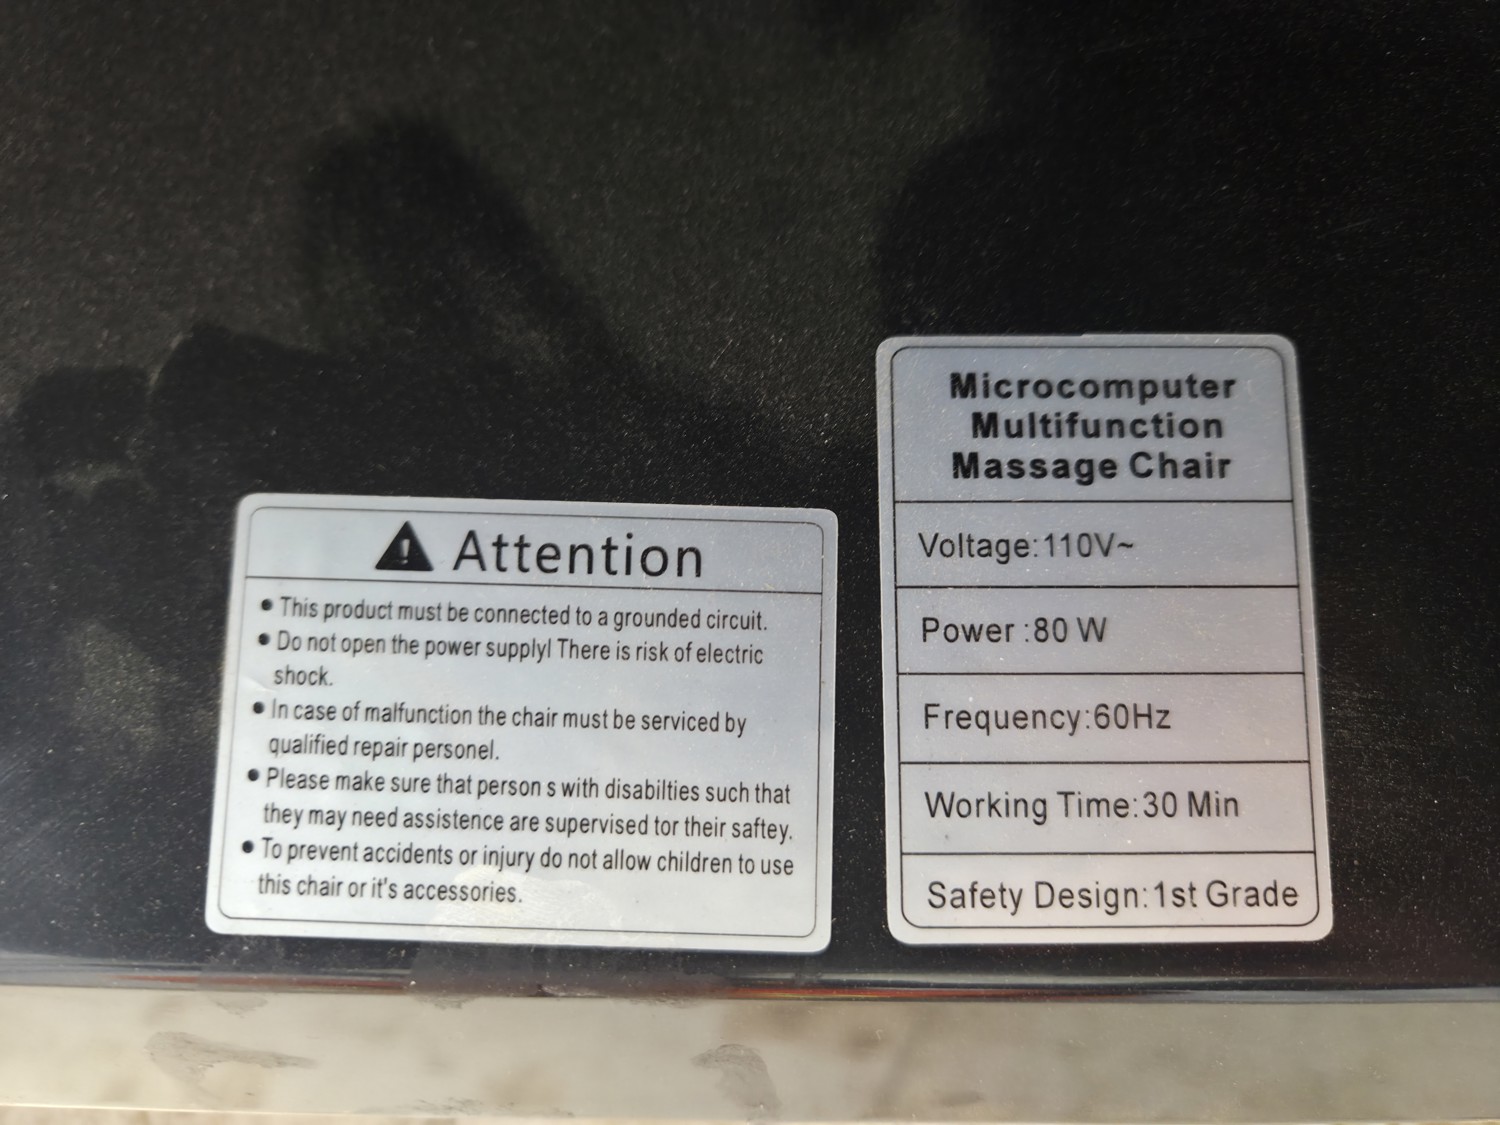 Attention
● This product must be connected to a grounded circuit.
● Do not open the power supplyl There is risk of electric
shock.
● In case of malfunction the chair must be serviced by
qualified repair personel.
● Please make sure that person s with disabilties such that
they may need assistence are supervised tor their saftey.
● To prevent accidents or injury do not allow children to use
this chair or it's accessories.
Microcomputer
Multifunction
Massage Chair
Voltage:110V~
Power :80 W
Frequency:60Hz
Working Time:30 Min
Safety Design:1st Grade